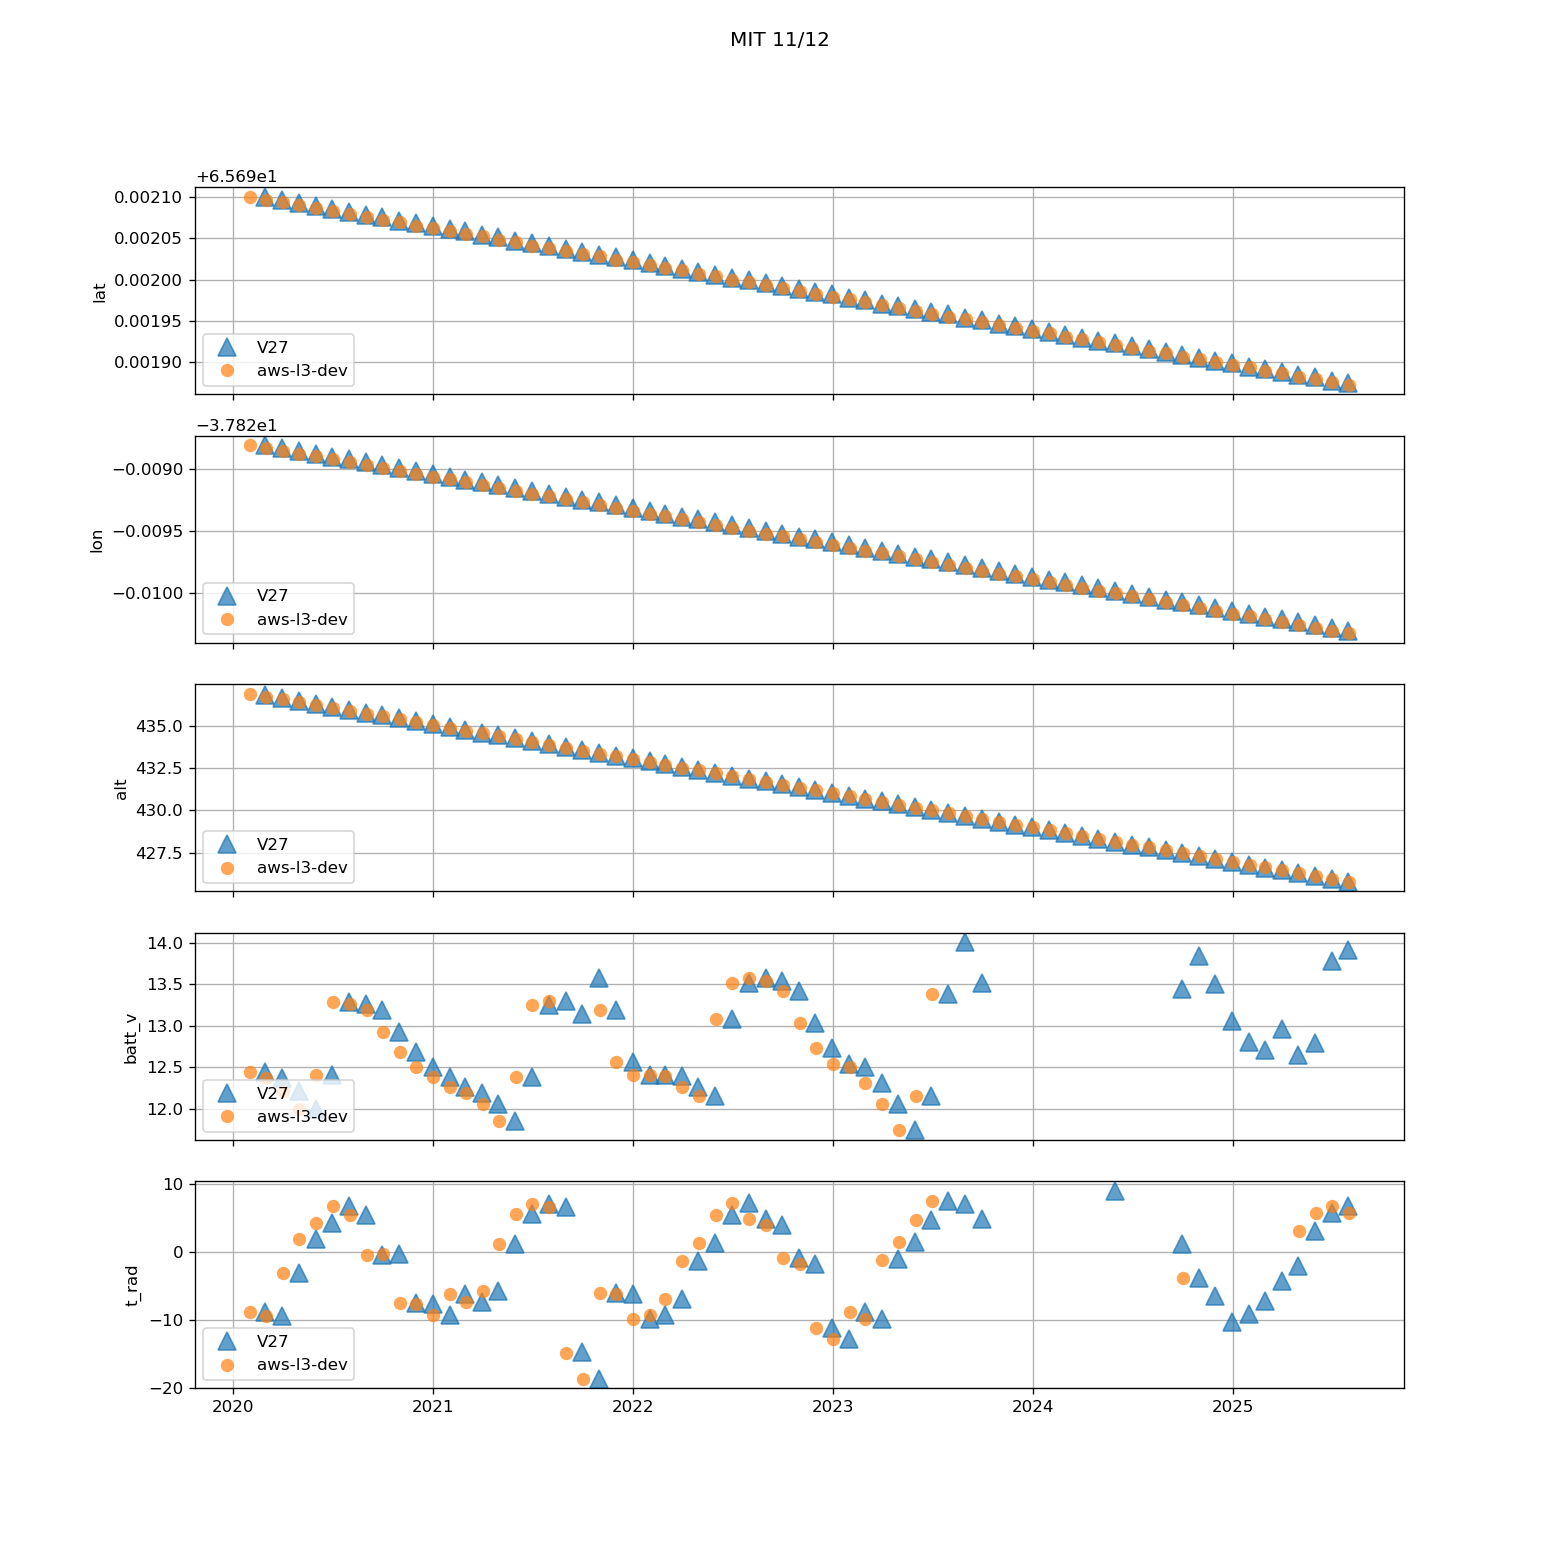 MIT 11/12
+6.569e1
0.00210
0.00205
0.00200
0.00195
0.00190
lat
V27
aws-l3-dev
−3.782e1
−0.0090
−0.0095
−0.0100
lon
V27
aws-l3-dev
435.0
432.5
430.0
427.5
alt
V27
aws-l3-dev
14.0
13.5
13.0
12.5
12.0
batt_v
V27
aws-l3-dev
10
0
−10
−20
t_rad
V27
aws-l3-dev
2020 2021 2022 2023 2024 2025